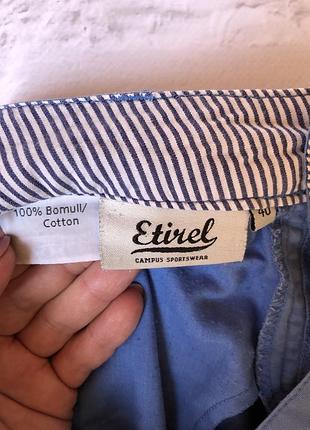 100% Bomull/
Cotton
Etirel
CAMPUS SPORTSWEAR
40